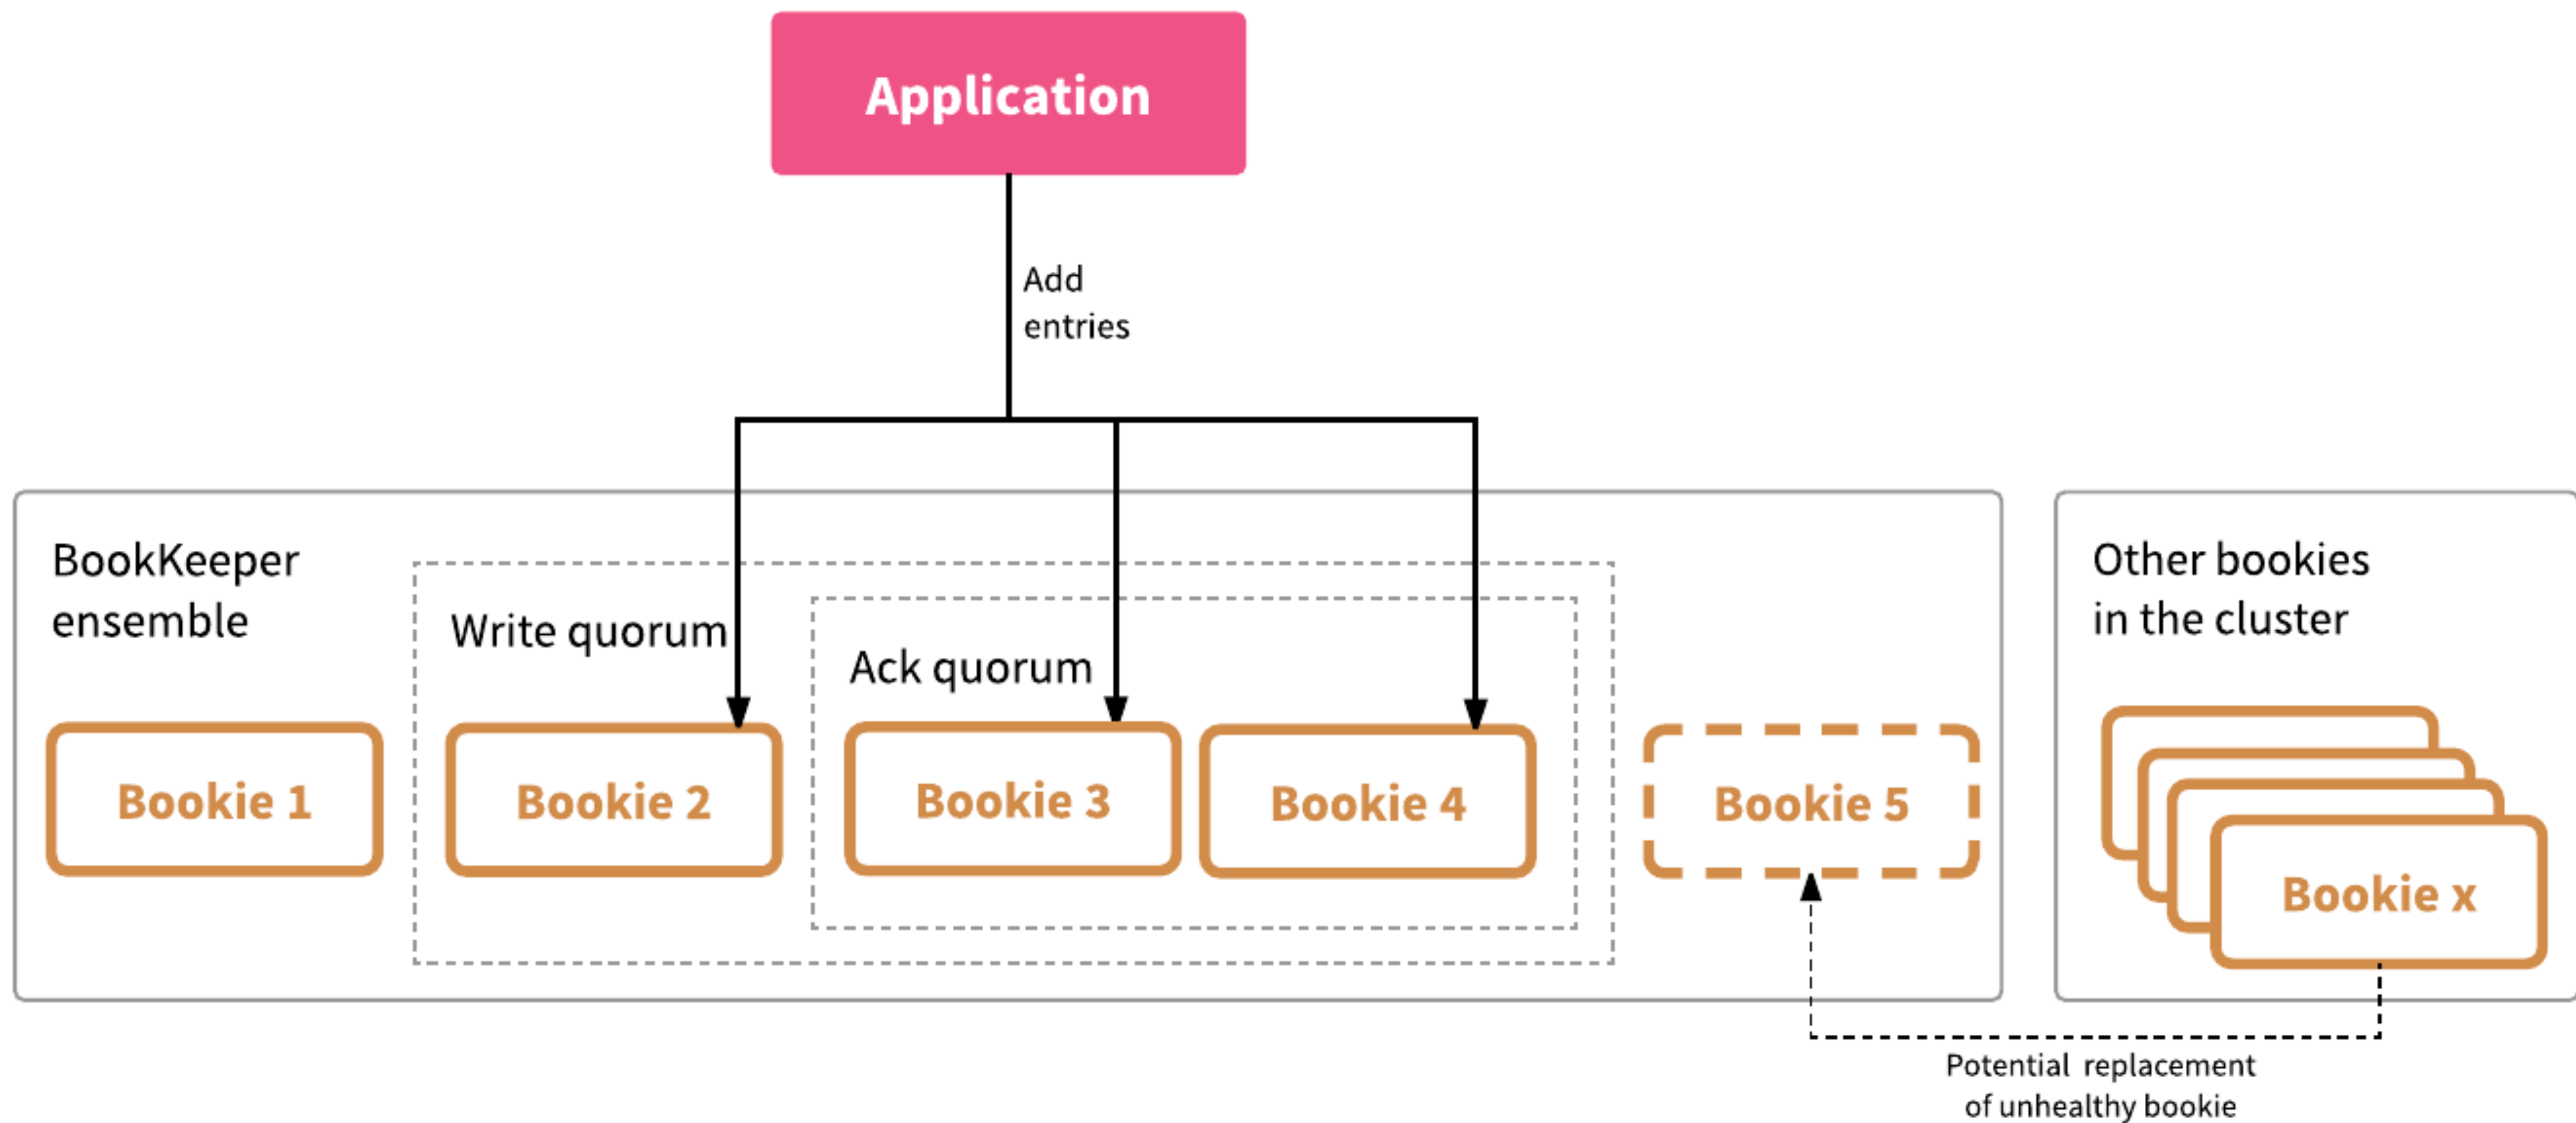 Application
Add
entries
BookKeeper
ensemble
Write quorum
Ack quorum
Bookie 1
Bookie 2
Bookie 3
Bookie 4
Bookie 5
Other bookies
in the cluster
Bookie x
Potential replacement
of unhealthy bookie